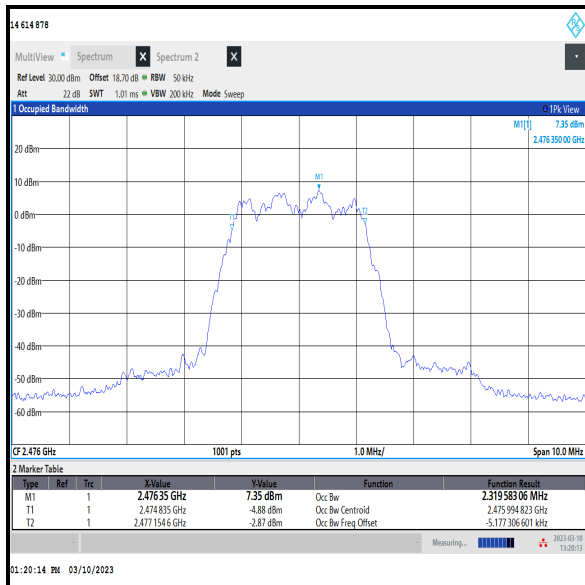 14 614 878
MultiView Spectrum X Spectrum 2 X
Ref Level 30.00 dBm Offset 18.70 dB RBW 50 kHz
Att 22 dB SWT 1.01 ms VBW 200 kHz Mode Sweep
1 Occupied Bandwidth 1Pk View
M1[1] 7.35 dBm
2.476 350 00 GHz
20 dBm
M1
10 dBm
T1 T2
0 dBm
-10 dBm
-20 dBm
-30 dBm
-40 dBm
-50 dBm
-60 dBm
CF 2.476 GHz 1001 pts 1.0 MHz/ Span 10.0 MHz
2 Marker Table
Type Ref Trc X-Value Y-Value Function Function Result
M1 1 2.476 35 GHz 7.35 dBm Occ Bw 2.319 583 06 MHz
T1 1 2.474 835 GHz -4.88 dBm Occ Bw Centroid 2.475 994 823 GHz
T2 1 2.477 154 6 GHz -2.87 dBm Occ Bw Freq Offset -5.177 306 601 kHz
Measuring... 2023-03-10
13:20:13
01:20:14 PM 03/10/2023